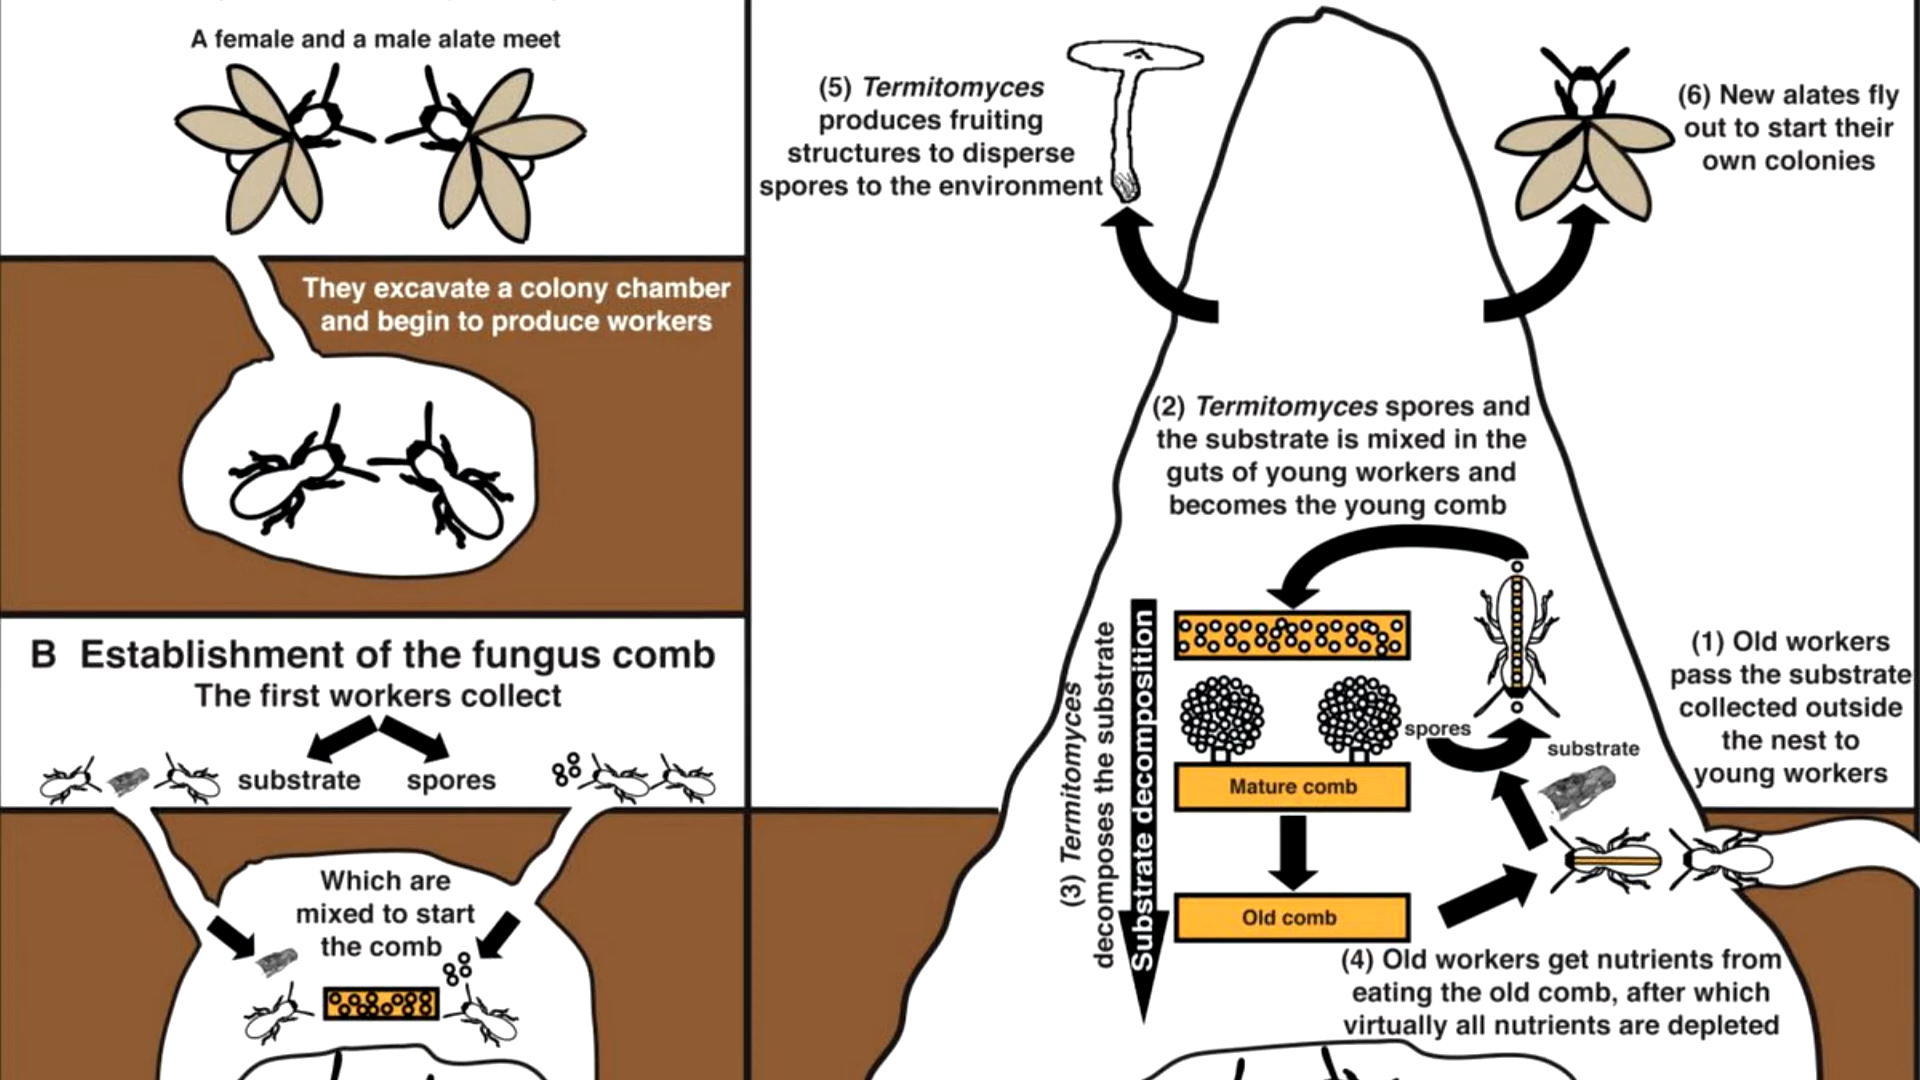 A female and a male alate meet
They excavate a colony chamber
and begin to produce workers
B Establishment of the fungus comb
The first workers collect
substrate
spores
Which are
mixed to start
the comb
(5) Termitomyces
produces fruiting
structures to disperse
spores to the environment
(6) New alates fly
out to start their
own colonies
(2) Termitomyces spores and
the substrate is mixed in the
guts of young workers and
becomes the young comb
(1) Old workers
pass the substrate
collected outside
the nest to
young workers
spores
substrate
(3) Termitomyces
decomposes the substrate
Substrate decomposition
Mature comb
Old comb
(4) Old workers get nutrients from
eating the old comb, after which
virtually all nutrients are depleted